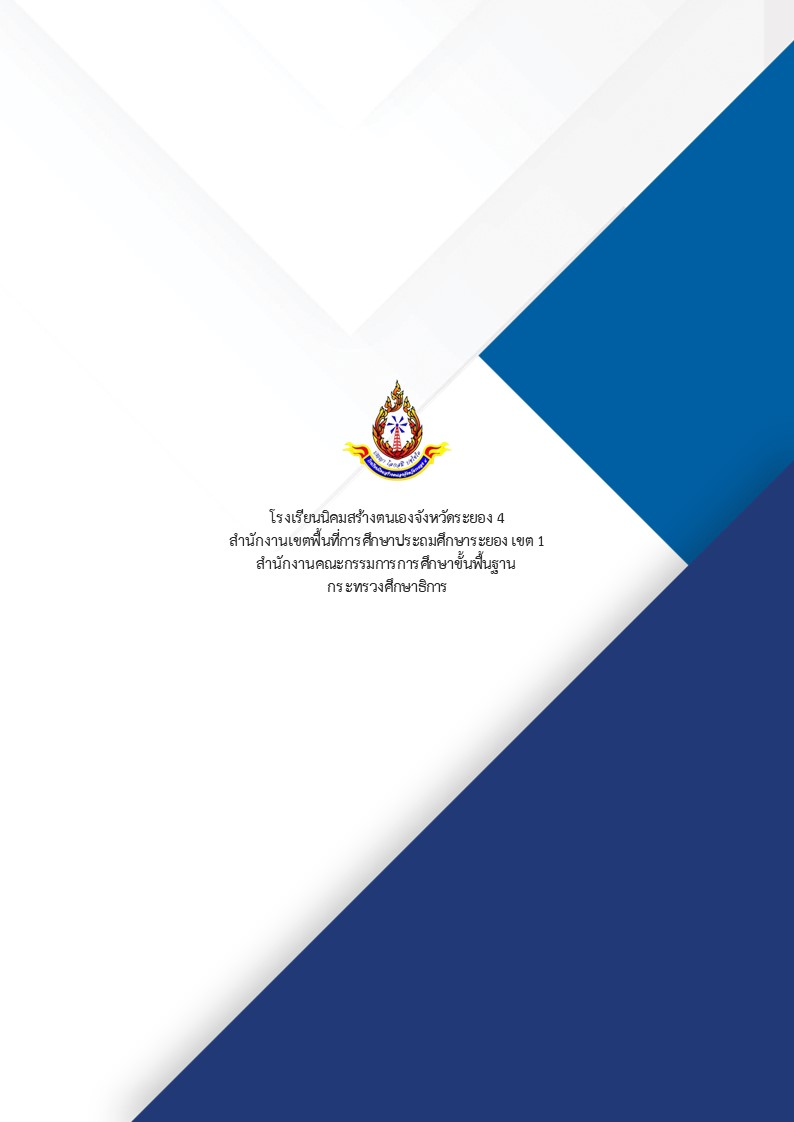 โรงเรียนนิคมสร้างตนเองจังหวัดระยอง 4
สำนักงานเขตพื้นที่การศึกษาประถมศึกษาระยอง เขต 1
สำนักงานคณะกรรมการการศึกษาขั้นพื้นฐาน
กระทรวงศึกษาธิการ